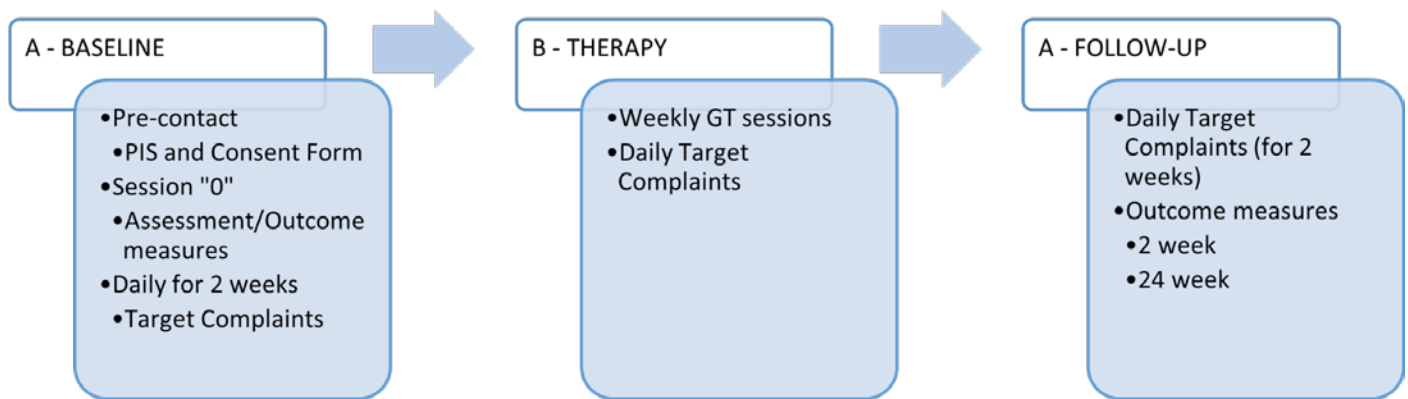 A - BASELINE
•Pre-contact
•PIS and Consent Form
•Session "0"
•Assessment/Outcome
measures
•Daily for 2 weeks
•Target Complaints
B - THERAPY
•Weekly GT sessions
•Daily Target
Complaints
A - FOLLOW-UP
•Daily Target
Complaints (for 2
weeks)
•Outcome measures
•2 week
•24 week